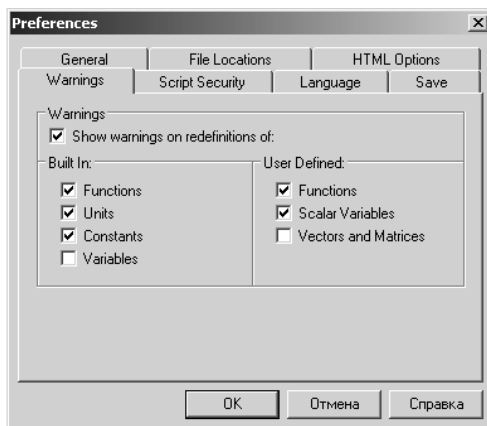 Preferences
General File Locations HTML Options
Warnings Script Security Language Save
Warnings
Show warnings on redefinitions of:
Built In: User Defined:
Functions Functions
Units Scalar Variables
Constants Vectors and Matrices
Variables
OK Отмена Справка